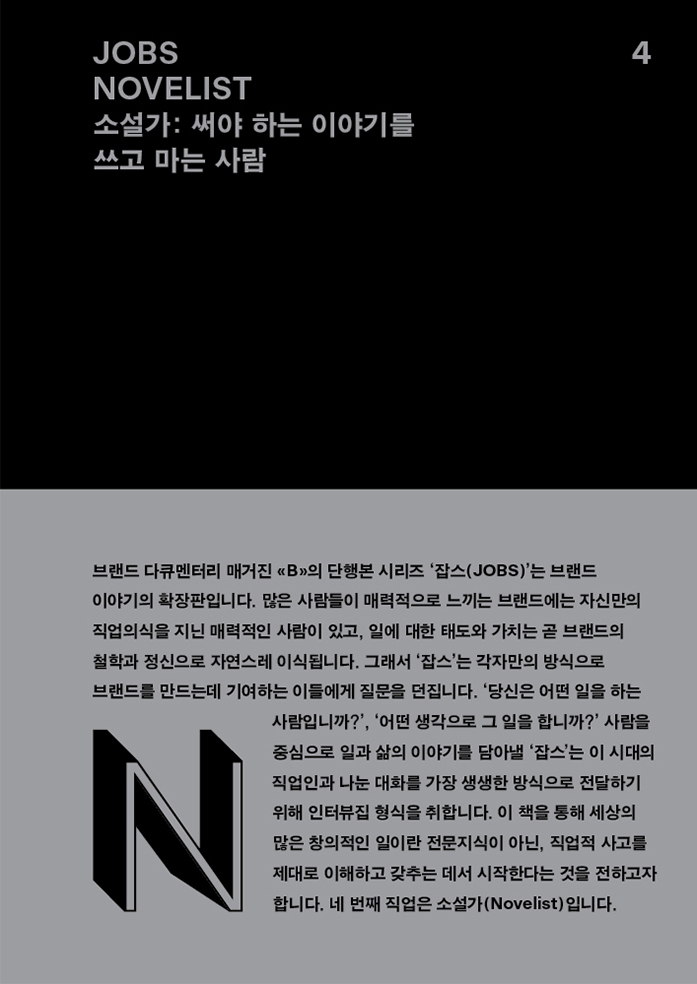 JOBS
NOVELIST
소설가: 써야 하는 이야기를
쓰고 마는 사람
4
브랜드 다큐멘터리 매거진 «B»의 단행본 시리즈 ‘잡스(JOBS)’는 브랜드
이야기의 확장판입니다. 많은 사람들이 매력적으로 느끼는 브랜드에는 자신만의
직업의식을 지닌 매력적인 사람이 있고, 일에 대한 태도와 가치는 곧 브랜드의
철학과 정신으로 자연스레 이식됩니다. 그래서 ‘잡스’는 각자만의 방식으로
브랜드를 만드는데 기여하는 이들에게 질문을 던집니다. ‘당신은 어떤 일을 하는
사람입니까?’, ‘어떤 생각으로 그 일을 합니까?’ 사람을
중심으로 일과 삶의 이야기를 담아낼 ‘잡스’는 이 시대의
직업인과 나눈 대화를 가장 생생한 방식으로 전달하기
위해 인터뷰집 형식을 취합니다. 이 책을 통해 세상의
많은 창의적인 일이란 전문지식이 아닌, 직업적 사고를
제대로 이해하고 갖추는 데서 시작한다는 것을 전하고자
합니다. 네 번째 직업은 소설가(Novelist)입니다.
N